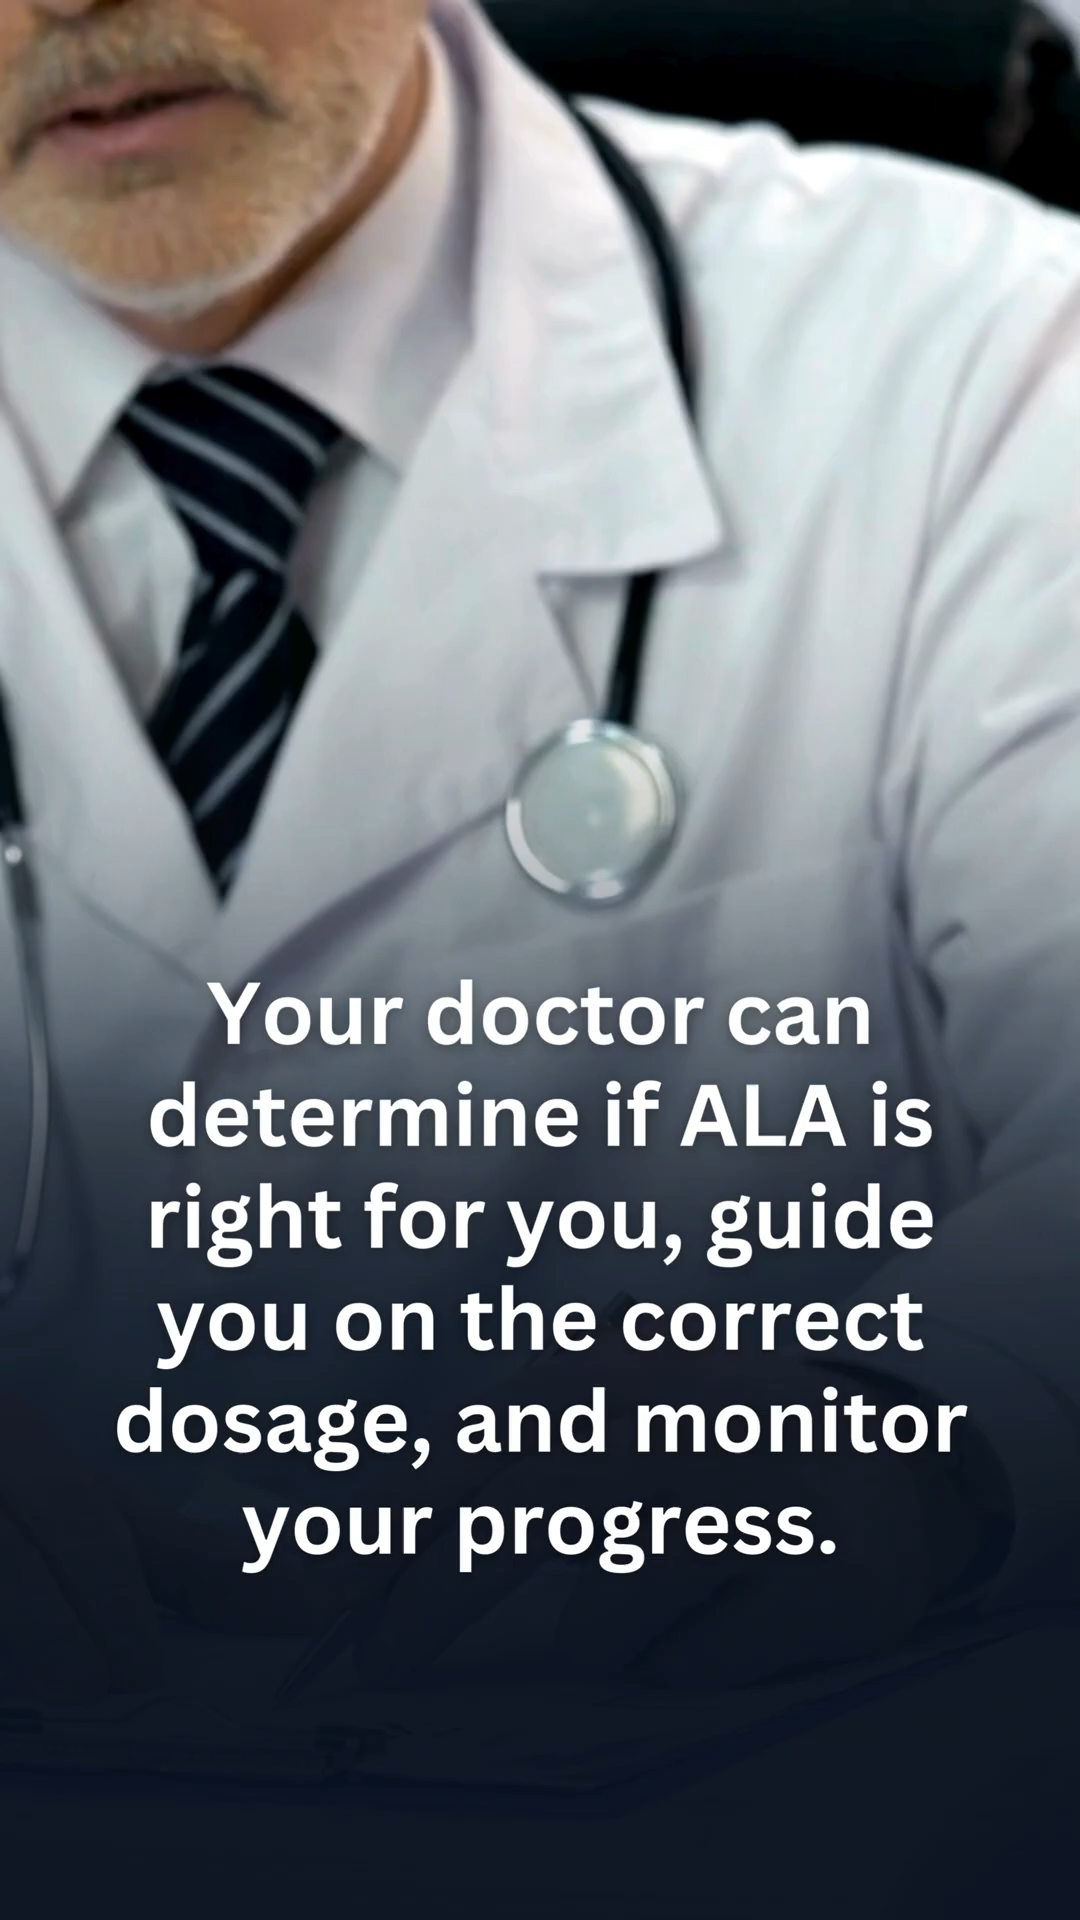 Your doctor can
determine if ALA is
right for you, guide
you on the correct
dosage, and monitor
your progress.